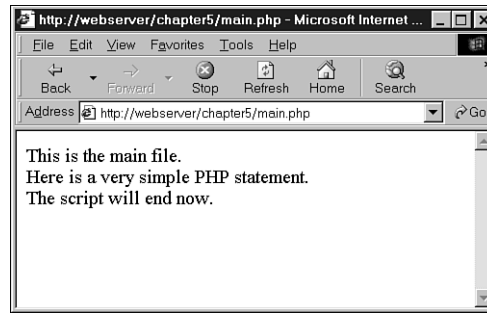 http://webserver/chapter5/main.php - Microsoft Internet ...
File Edit View Favorites Tools Help
Back Forward Stop Refresh Home Search
Address http://webserver/chapter5/main.php Go
This is the main file.
Here is a very simple PHP statement.
The script will end now.